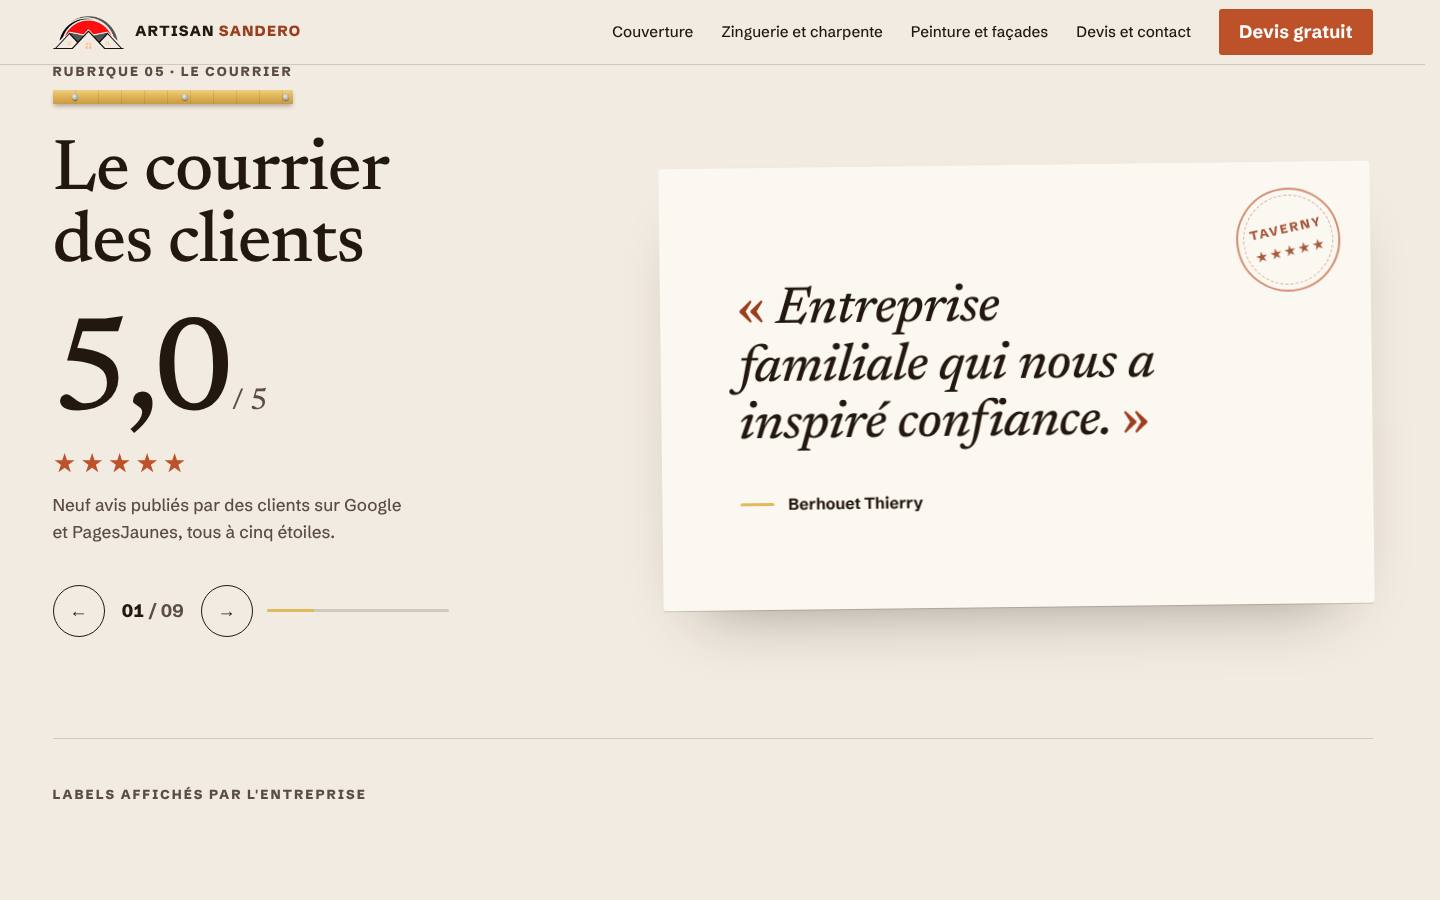 ARTISAN SANDERO
Couverture
Zinguerie et charpente
Peinture et façades
Devis et contact
Devis gratuit
RUBRIQUE 05 · LE COURRIER
Le courrier
des clients
5,0 / 5
★★★★★
Neuf avis publiés par des clients sur Google
et PagesJaunes, tous à cinq étoiles.
← 01 / 09 →
TAVERNY
★★★★★
« Entreprise
familiale qui nous a
inspiré confiance. »
Berhouet Thierry
LABELS AFFICHÉS PAR L'ENTREPRISE